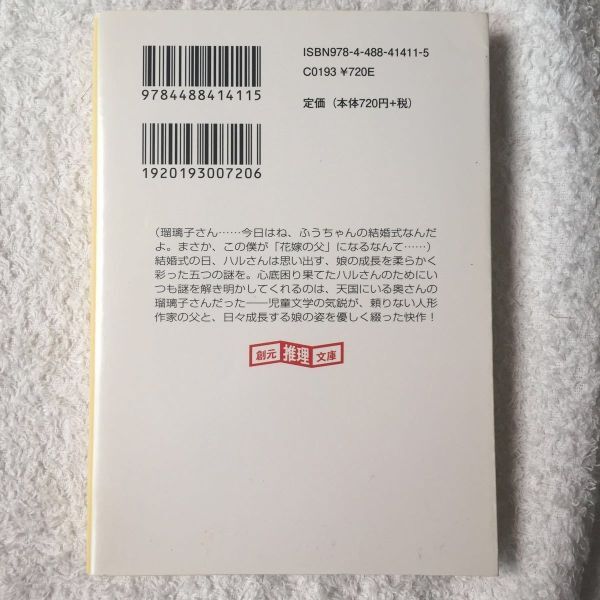 ISBN978-4-488-41411-5
C0193 ¥720E
定価（本体720円+税）
9784488414115
1920193007206
（瑠璃子さん……今日はね、ふうちゃんの結婚式なんだ
よ。まさか、この僕が「花嫁の父」になるなんて……）
結婚式の日、ハルさんは思い出す、娘の成長を柔らかく
彩った五つの謎を。心底困り果てたハルさんのためにい
つも謎を解き明かしてくれるのは、天国にいる奥さんの
瑠璃子さんだった――児童文学の気鋭が、頼りない人形
作家の父と、日々成長する娘の姿を優しく綴った快作！
創元推理文庫